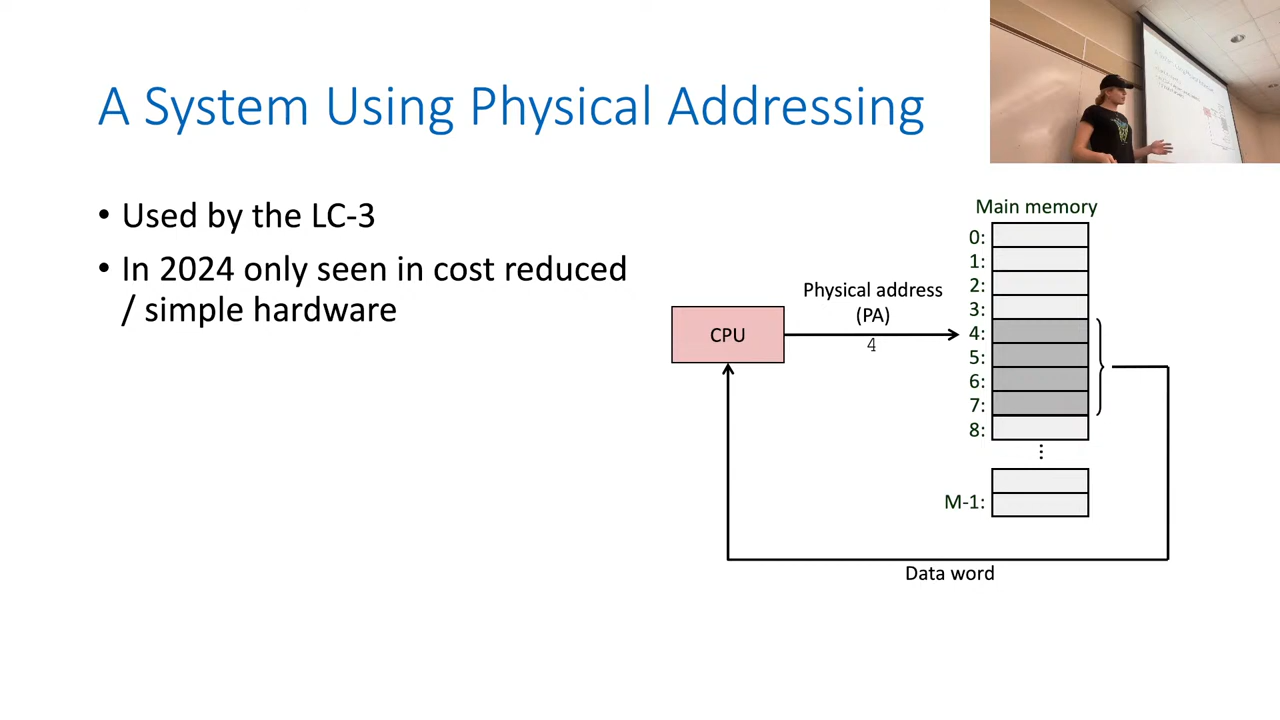 A System Using Physical Addressing
• Used by the LC-3
• In 2024 only seen in cost reduced
/ simple hardware
Main memory
0:
1:
2:
3:
4:
5:
6:
7:
8:
⋮
M-1:
Physical address
(PA)
4
CPU
Data word